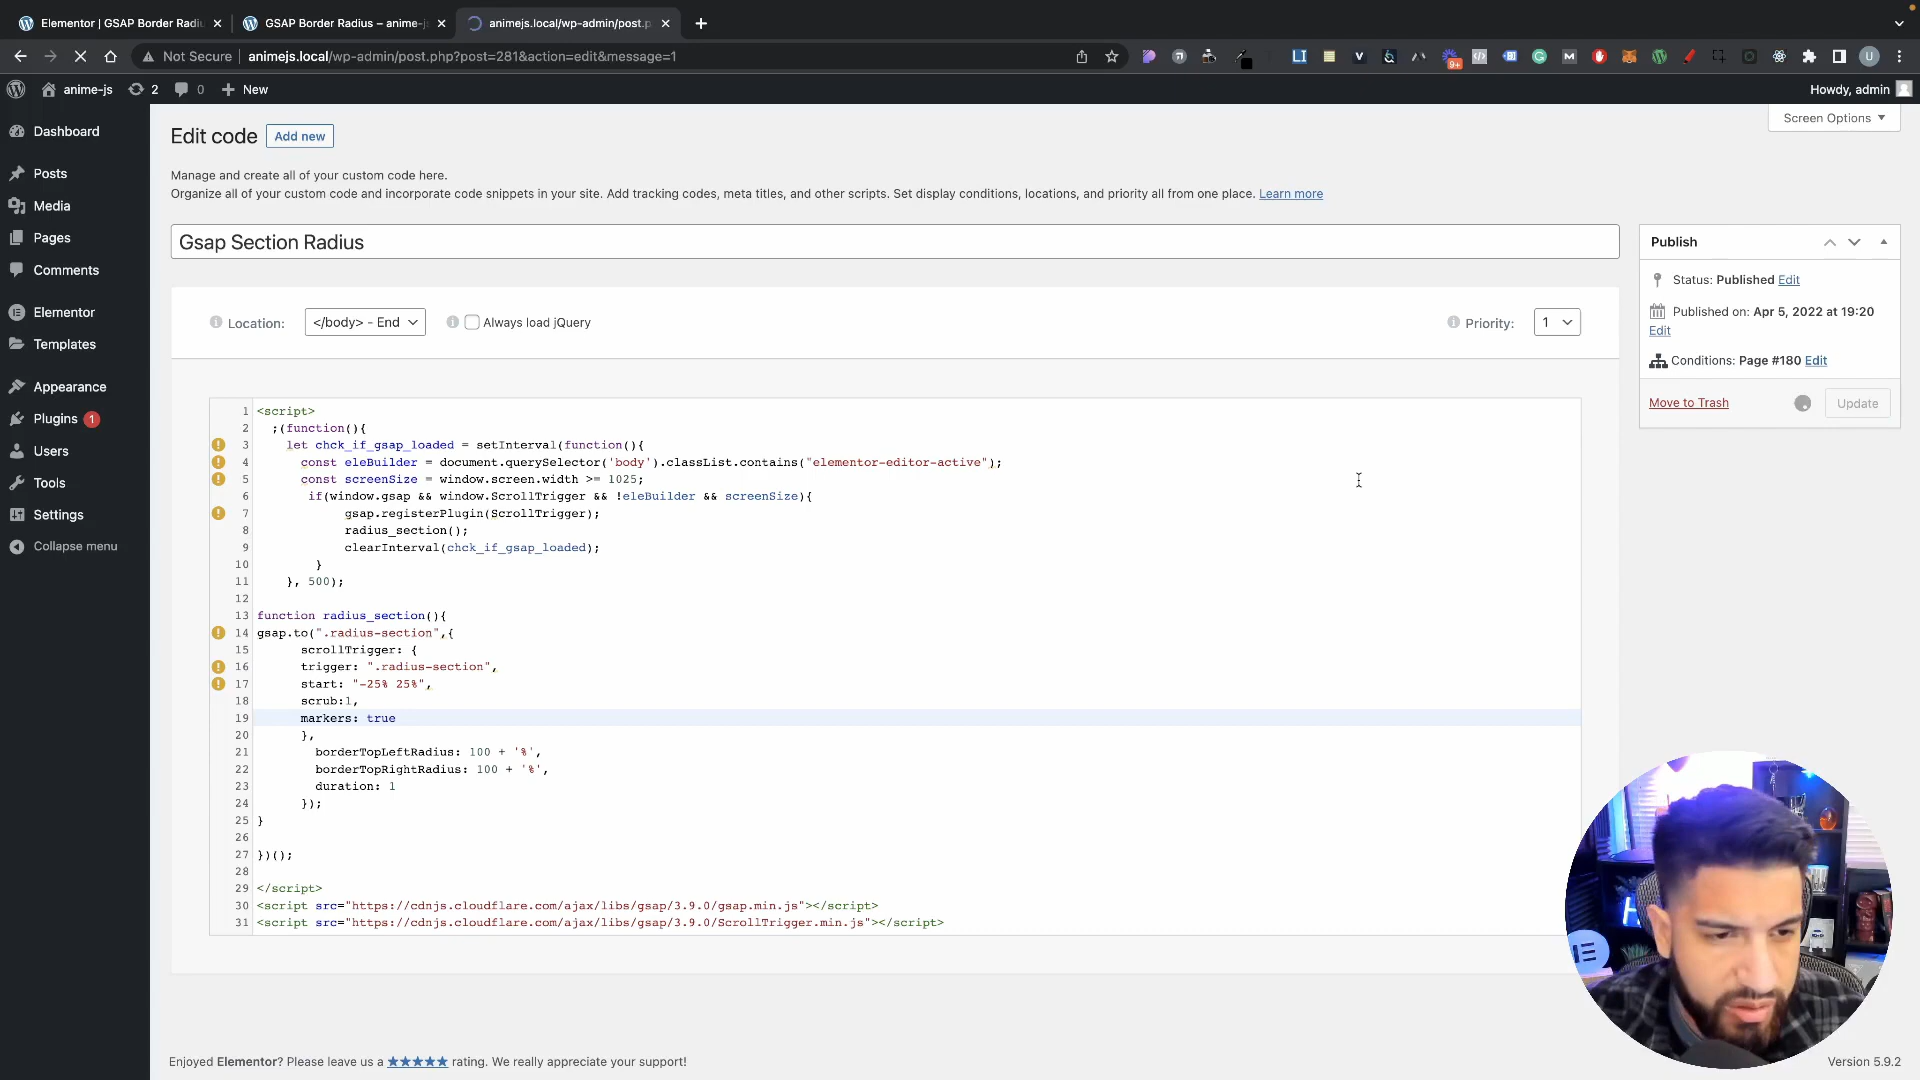 Elementor | GSAP Border Radi
GSAP Border Radius – anime-j
animejs.local/wp-admin/post.p
Not Secure
animejs.local/wp-admin/post.php?post=281&action=edit&message=1
anime-js
2
0
New
Howdy, admin
Dashboard
Posts
Media
Pages
Comments
Elementor
Templates
Appearance
Plugins 1
Users
Tools
Settings
Collapse menu
Screen Options
Edit code
Add new
Manage and create all of your custom code here.
Organize all of your custom code and incorporate code snippets in your site. Add tracking codes, meta titles, and other scripts. Set display conditions, locations, and priority all from one place. Learn more
Gsap Section Radius
Location: </body> - End Always load jQuery Priority: 1
1 <script>
2 ;(function(){
3 let chck_if_gsap_loaded = setInterval(function(){
4 const eleBuilder = document.querySelector('body').classList.contains("elementor-editor-active");
5 const screenSize = window.screen.width >= 1025;
6 if(window.gsap && window.ScrollTrigger && !eleBuilder && screenSize){
7 gsap.registerPlugin(ScrollTrigger);
8 radius_section();
9 clearInterval(chck_if_gsap_loaded);
10 }
11 }, 500);
12
13 function radius_section(){
14 gsap.to(".radius-section",{
15 scrollTrigger: {
16 trigger: ".radius-section",
17 start: "-25% 25%",
18 scrub:1,
19 markers: true
20 },
21 borderTopLeftRadius: 100 + '%',
22 borderTopRightRadius: 100 + '%',
23 duration: 1
24 });
25 }
26
27 })();
28
29 </script>
30 <script src="https://cdnjs.cloudflare.com/ajax/libs/gsap/3.9.0/gsap.min.js"></script>
31 <script src="https://cdnjs.cloudflare.com/ajax/libs/gsap/3.9.0/ScrollTrigger.min.js"></script>
Publish
Status: Published Edit
Published on: Apr 5, 2022 at 19:20
Edit
Conditions: Page #180 Edit
Move to Trash
Update
Enjoyed Elementor? Please leave us a ★★★★★ rating. We really appreciate your support!
Version 5.9.2